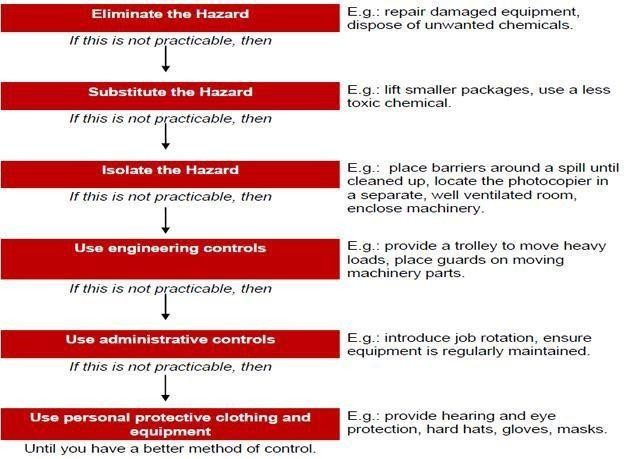 Eliminate the Hazard
E.g.: repair damaged equipment,
dispose of unwanted chemicals.
If this is not practicable, then
Substitute the Hazard
E.g.: lift smaller packages, use a less
toxic chemical.
If this is not practicable, then
Isolate the Hazard
E.g.: place barriers around a spill until
cleaned up, locate the photocopier in
a separate, well ventilated room,
enclose machinery.
If this is not practicable, then
Use engineering controls
E.g.: provide a trolley to move heavy
loads, place guards on moving
machinery parts.
If this is not practicable, then
Use administrative controls
E.g.: introduce job rotation, ensure
equipment is regularly maintained.
If this is not practicable, then
Use personal protective clothing and
equipment
E.g.: provide hearing and eye
protection, hard hats, gloves, masks.
Until you have a better method of control.